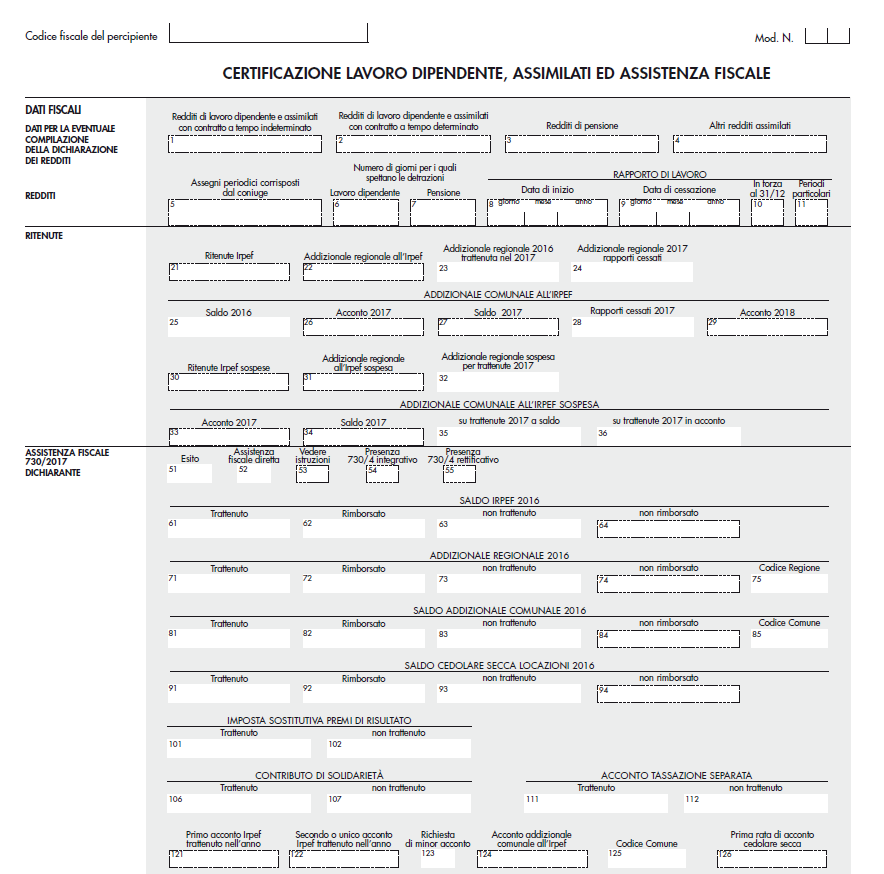 Codice fiscale del percipiente
Mod. N.
CERTIFICAZIONE LAVORO DIPENDENTE, ASSIMILATI ED ASSISTENZA FISCALE
DATI FISCALI
DATI PER LA EVENTUALE
COMPILAZIONE
DELLA DICHIARAZIONE
DEI REDDITI
Redditi di lavoro dipendente e assimilati
con contratto a tempo indeterminato
1
Redditi di lavoro dipendente e assimilati
con contratto a tempo determinato
2
Redditi di pensione
3
Altri redditi assimilati
4
REDDITI
Assegni periodici corrisposti
dal coniuge
5
Numero di giorni per i quali
spettano le detrazioni
Lavoro dipendente
6
Pensione
7
RAPPORTO DI LAVORO
Data di inizio
8 giorno mese anno
Data di cessazione
9 giorno mese anno
In forza
al 31/12
10
Periodi
particolari
11
RITENUTE
Ritenute Irpef
21
Addizionale regionale all'Irpef
22
Addizionale regionale 2016
trattenuta nel 2017
23
Addizionale regionale 2017
rapporti cessati
24
ADDIZIONALE COMUNALE ALL'IRPEF
Saldo 2016
25
Acconto 2017
26
Saldo 2017
27
Rapporti cessati 2017
28
Acconto 2018
29
Ritenute Irpef sospese
30
Addizionale regionale
all'Irpef sospesa
31
Addizionale regionale sospesa
per trattenute 2017
32
ADDIZIONALE COMUNALE ALL'IRPEF SOSPESA
Acconto 2017
33
Saldo 2017
34
su trattenute 2017 a saldo
35
su trattenute 2017 in acconto
36
ASSISTENZA FISCALE
730/2017
DICHIARANTE
Esito
51
Assistenza
fiscale diretta
52
Vedere
istruzioni
53
Presenza
730/4 integrativo
54
Presenza
730/4 rettificativo
55
SALDO IRPEF 2016
Trattenuto
61
Rimborsato
62
non trattenuto
63
non rimborsato
64
ADDIZIONALE REGIONALE 2016
Trattenuto
71
Rimborsato
72
non trattenuto
73
non rimborsato
74
Codice Regione
75
SALDO ADDIZIONALE COMUNALE 2016
Trattenuto
81
Rimborsato
82
non trattenuto
83
non rimborsato
84
Codice Comune
85
SALDO CEDOLARE SECCA LOCAZIONI 2016
Trattenuto
91
Rimborsato
92
non trattenuto
93
non rimborsato
94
IMPOSTA SOSTITUTIVA PREMI DI RISULTATO
Trattenuto
101
non trattenuto
102
CONTRIBUTO DI SOLIDARIETÀ
Trattenuto
106
non trattenuto
107
ACCONTO TASSAZIONE SEPARATA
Trattenuto
111
non trattenuto
112
Primo acconto Irpef
trattenuto nell'anno
121
Secondo o unico acconto
Irpef trattenuto nell'anno
122
Richiesta
di minor acconto
123
Acconto addizionale
comunale all'Irpef
124
Codice Comune
125
Prima rata di acconto
cedolare secca
126